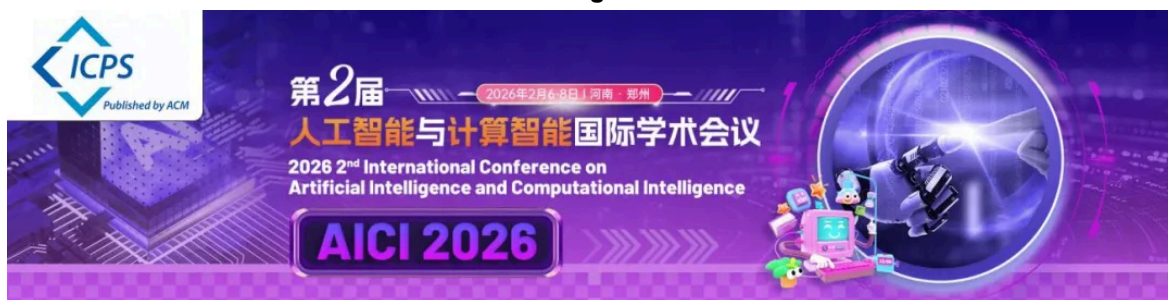 ICPS
Published by ACM
第2届
2026年2月6-8日 | 河南 · 郑州
人工智能与计算智能国际学术会议
2026 2nd International Conference on
Artificial Intelligence and Computational Intelligence
AICI 2026